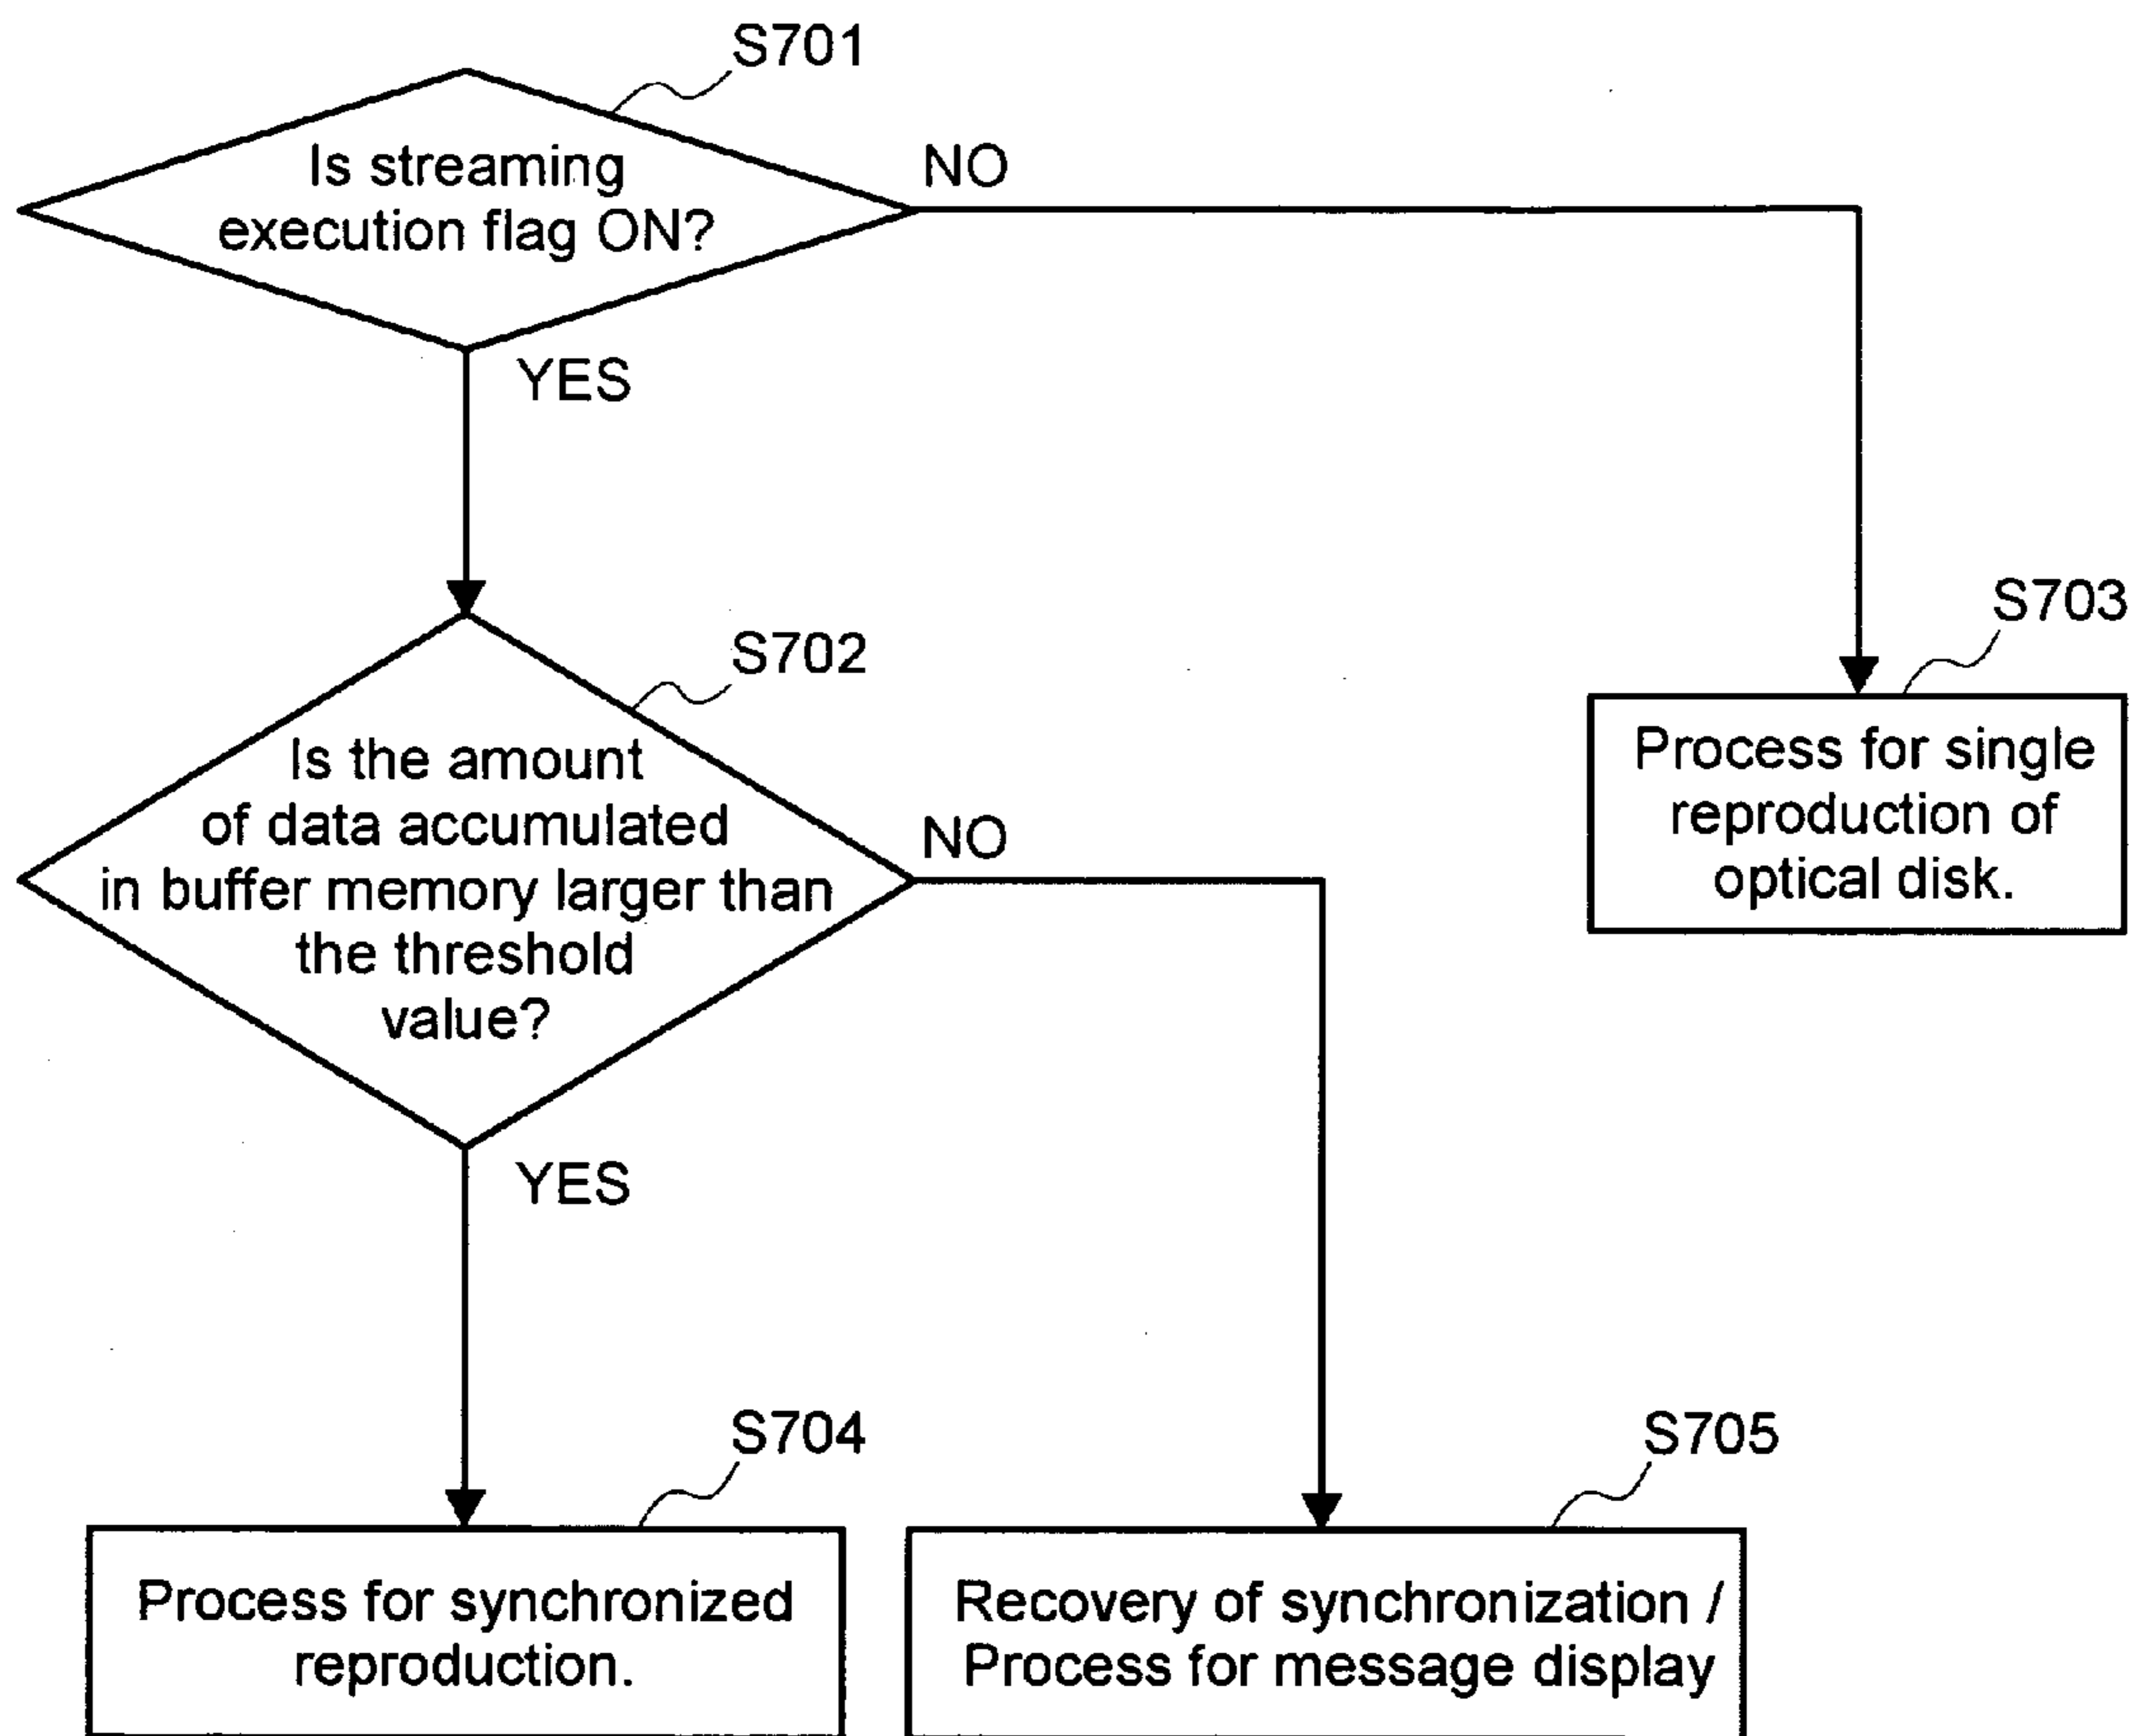 S701
Is streaming
execution flag ON?
NO
YES
S703
Process for single
reproduction of
optical disk.
S702
Is the amount
of data accumulated
in buffer memory larger than
the threshold
value?
NO
YES
S704
Process for synchronized
reproduction.
S705
Recovery of synchronization /
Process for message display